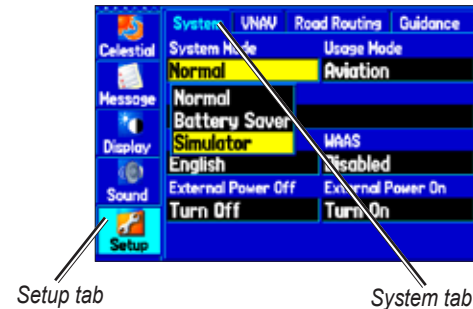 System VNAV Road Routing Guidance
Celestial
System Mode Usage Mode
Normal Aviation
Message
Normal
Battery Saver
Display
Simulator WAAS
English Disabled
Sound
External Power Off External Power On
Turn Off Turn On
Setup
Setup tab System tab